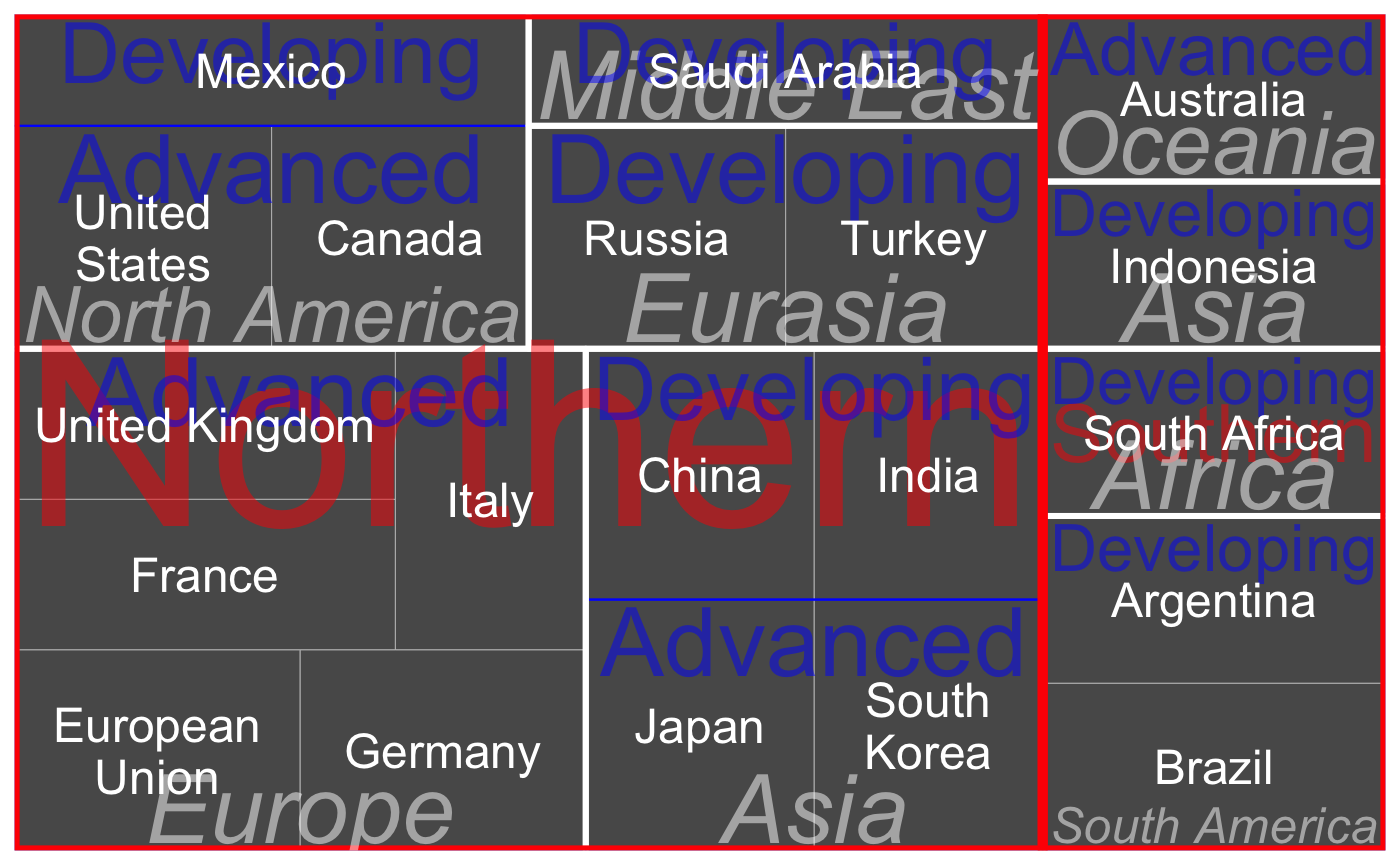 Developing
Mexico
Advanced
United
States
Canada
North America
Developing
Saudi Arabia
Middle East
Developing
Russia
Turkey
Eurasia
Northern
Advanced
United Kingdom
Italy
France
European
Union
Germany
Europe
Developing
China
India
Advanced
Japan
South
Korea
Asia
Advanced
Australia
Oceania
Developing
Indonesia
Asia
Developing
Southern
South Africa
Africa
Developing
Argentina
Brazil
South America